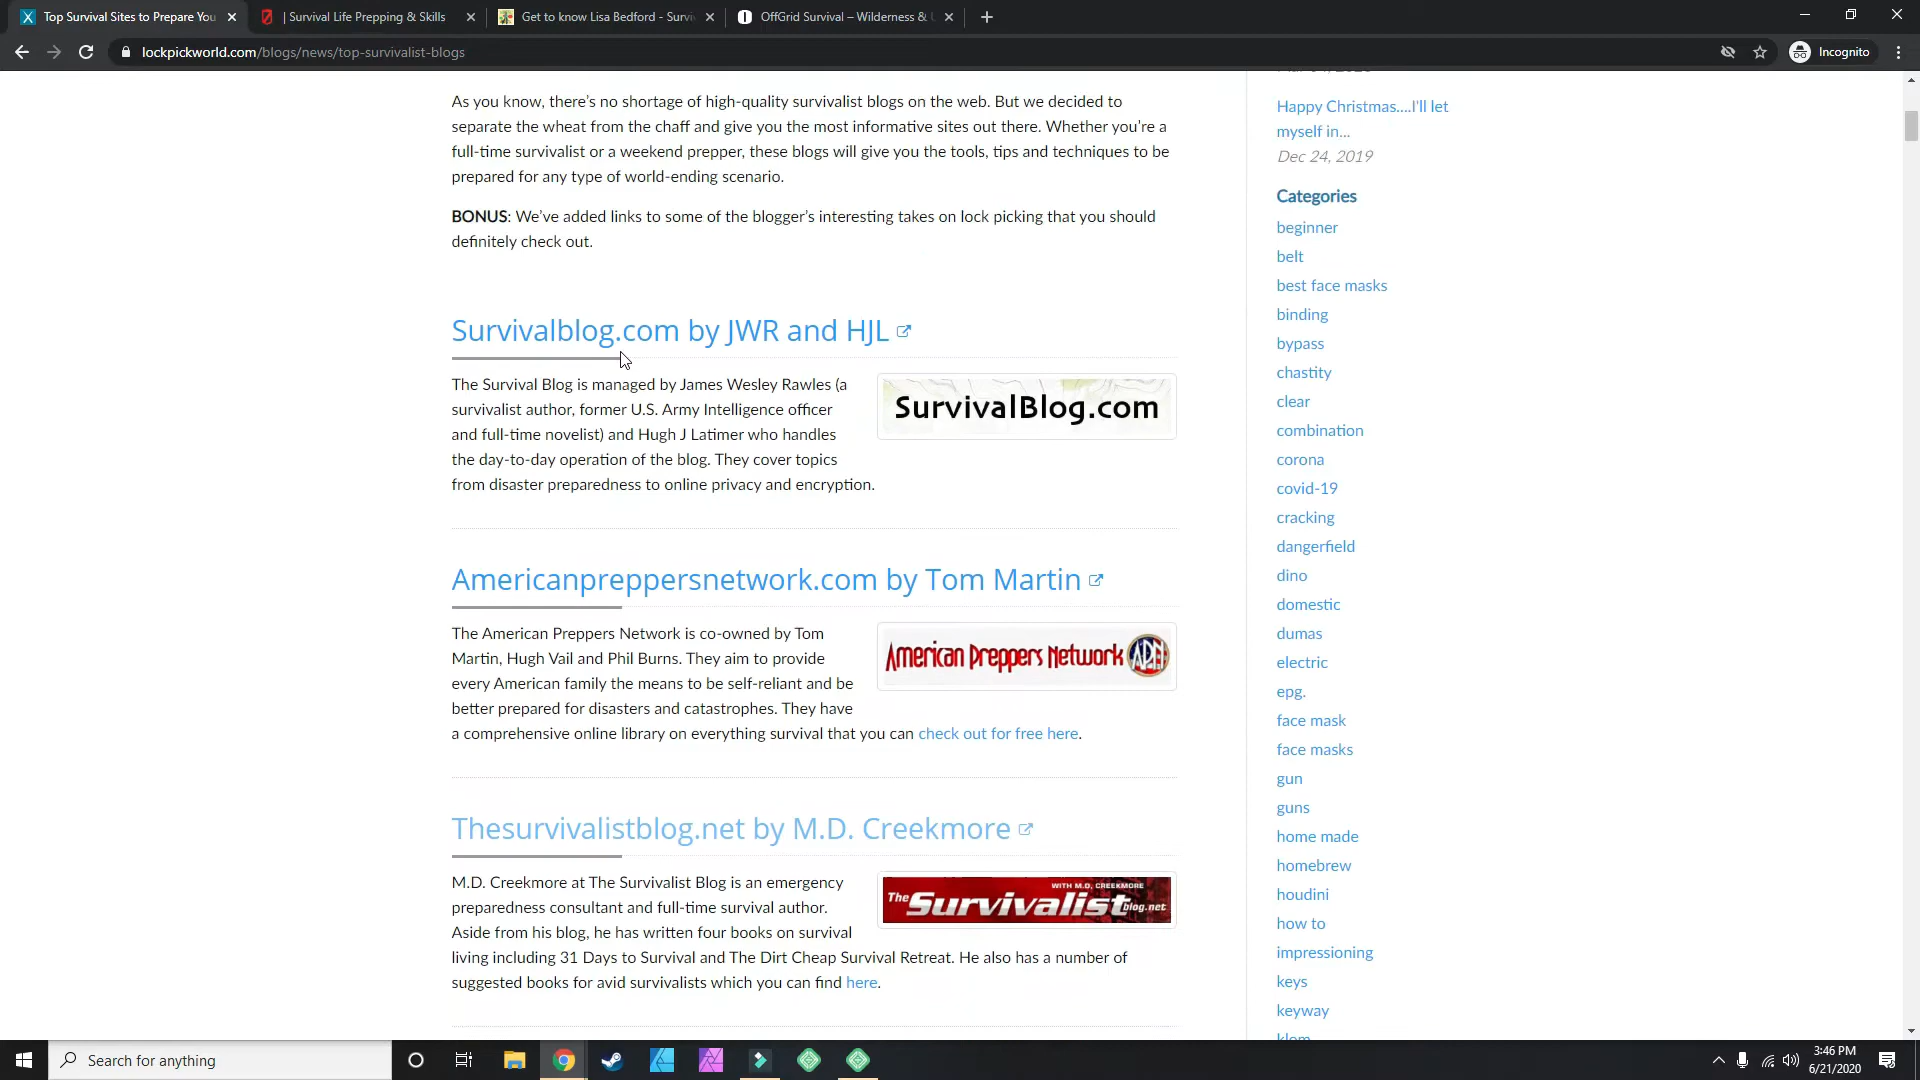 Top Survival Sites to Prepare You
| Survival Life Prepping & Skills
Get to know Lisa Bedford - Survi
OffGrid Survival – Wilderness &
lockpickworld.com/blogs/news/top-survivalist-blogs
Incognito
As you know, there's no shortage of high-quality survivalist blogs on the web. But we decided to
separate the wheat from the chaff and give you the most informative sites out there. Whether you're a
full-time survivalist or a weekend prepper, these blogs will give you the tools, tips and techniques to be
prepared for any type of world-ending scenario.
BONUS: We've added links to some of the blogger's interesting takes on lock picking that you should
definitely check out.
Survivalblog.com by JWR and HJL
The Survival Blog is managed by James Wesley Rawles (a
survivalist author, former U.S. Army Intelligence officer
and full-time novelist) and Hugh J Latimer who handles
the day-to-day operation of the blog. They cover topics
from disaster preparedness to online privacy and encryption.
SurvivalBlog.com
Americanpreppersnetwork.com by Tom Martin
The American Preppers Network is co-owned by Tom
Martin, Hugh Vail and Phil Burns. They aim to provide
every American family the means to be self-reliant and be
better prepared for disasters and catastrophes. They have
a comprehensive online library on everything survival that you can check out for free here.
American Preppers Network APN
Thesurvivalistblog.net by M.D. Creekmore
M.D. Creekmore at The Survivalist Blog is an emergency
preparedness consultant and full-time survival author.
Aside from his blog, he has written four books on survival
living including 31 Days to Survival and The Dirt Cheap Survival Retreat. He also has a number of
suggested books for avid survivalists which you can find here.
WITH M.D. CREEKMORE
The Survivalist blog.net
Happy Christmas....I'll let
myself in...
Dec 24, 2019
Categories
beginner
belt
best face masks
binding
bypass
chastity
clear
combination
corona
covid-19
cracking
dangerfield
dino
domestic
dumas
electric
epg.
face mask
face masks
gun
guns
home made
homebrew
houdini
how to
impressioning
keys
keyway
klom
Search for anything
3:46 PM
6/21/2020